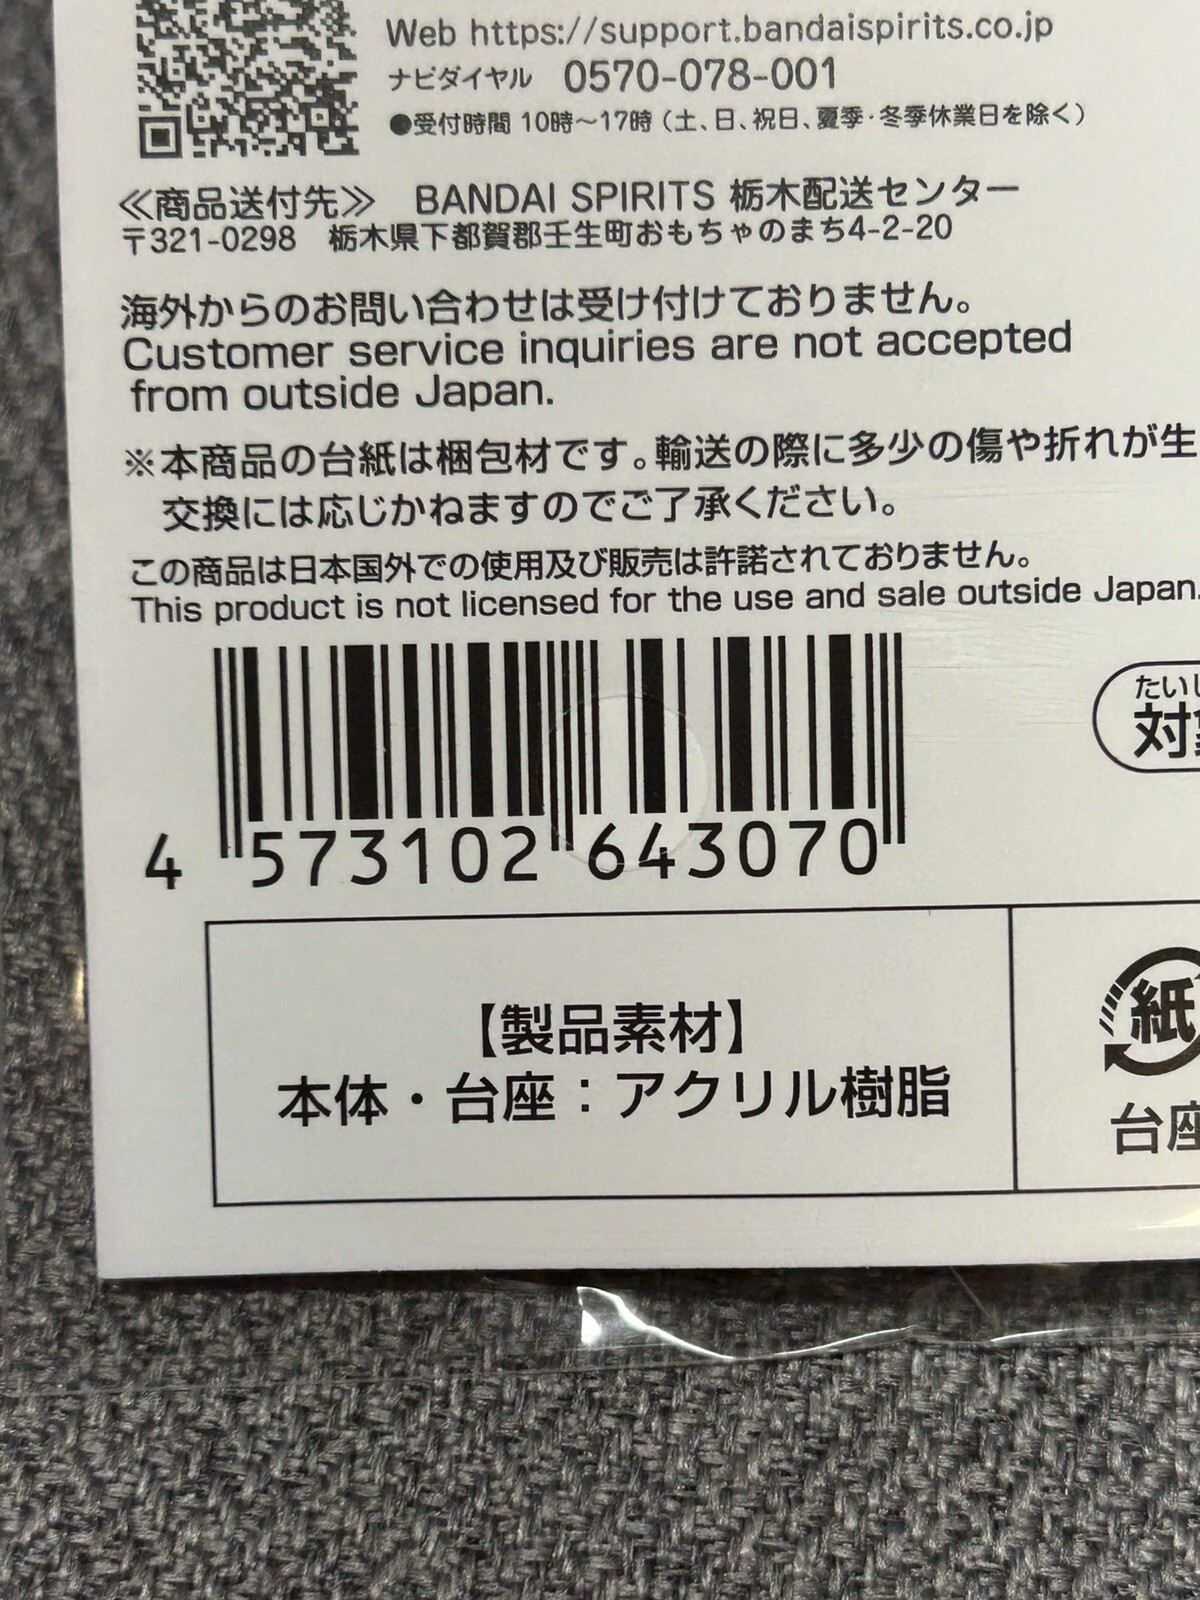 Web https://support.bandaispirits.co.jp
ナビダイヤル 0570-078-001
●受付時間 10時～17時（土、日、祝日、夏季・冬季休業日を除く）
≪商品送付先≫ BANDAI SPIRITS 栃木配送センター
〒321-0298 栃木県下都賀郡壬生町おもちゃのまち4-2-20
海外からのお問い合わせは受け付けておりません。
Customer service inquiries are not accepted
from outside Japan.
※本商品の台紙は梱包材です。輸送の際に多少の傷や折れが生
交換には応じかねますのでご了承ください。
この商品は日本国外での使用及び販売は許諾されておりません。
This product is not licensed for the use and sale outside Japan.
たい
対
4 573102 643070
【製品素材】
本体・台座：アクリル樹脂
紙
台座